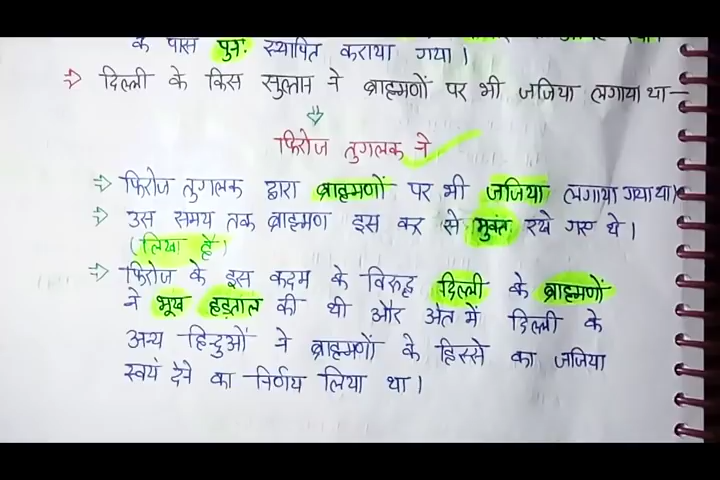 के पास पुनः स्थापित कराया गया।
⇒ दिल्ली के किस सुल्तान ने ब्राह्मणों पर भी जजिया लगाया था—
फिरोज तुगलक ने
⇒ फिरोज तुगलक द्वारा ब्राह्मणों पर भी जजिया लगाया गया था।
⇒ उस समय तक ब्राह्मण इस कर से मुक्त रखे गए थे।
(लिखा है)
⇒ फिरोज के इस कदम के विरुद्ध दिल्ली के ब्राह्मणों
ने भूख हड़ताल की थी और अंत में दिल्ली के
अन्य हिन्दुओं ने ब्राह्मणों के हिस्से का जजिया
स्वयं देने का निर्णय लिया था।